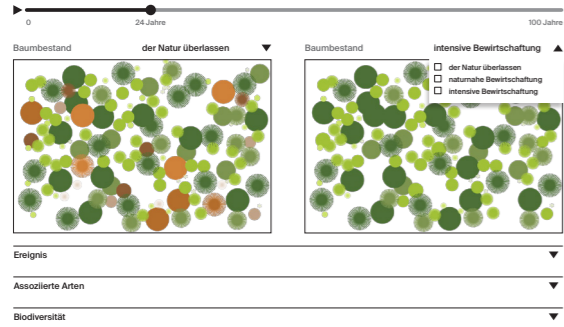 0 24 Jahre 100 Jahre
Baumbestand der Natur überlassen
Baumbestand intensive Bewirtschaftung
der Natur überlassen
naturnahe Bewirtschaftung
intensive Bewirtschaftung
Ereignis
Assoziierte Arten
Biodiversität